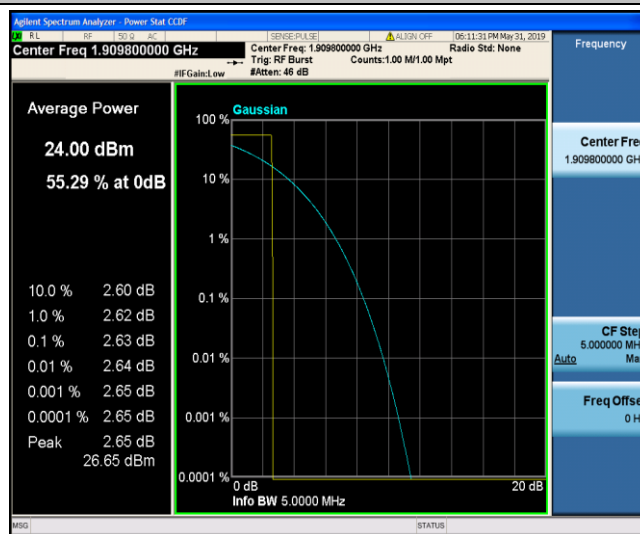 Agilent Spectrum Analyzer - Power Stat CCDF
RL RF 50 Ω AC SENSE:PULSE ALIGN OFF 06:11:31 PM May 31, 2019
Center Freq 1.909800000 GHz
Center Freq: 1.909800000 GHz Radio Std: None
Trig: RF Burst Counts:1.00 M/1.00 Mpt
#IFGain:Low #Atten: 46 dB
Frequency
Average Power
24.00 dBm
55.29 % at 0dB
10.0 % 2.60 dB
1.0 % 2.62 dB
0.1 % 2.63 dB
0.01 % 2.64 dB
0.001 % 2.65 dB
0.0001 % 2.65 dB
Peak 2.65 dB
26.65 dBm
Gaussian
100 %
10 %
1 %
0.1 %
0.01 %
0.001 %
0.0001 %
0 dB 20 dB
Info BW 5.0000 MHz
Center Fre
1.909800000 GH
CF Ste
5.000000 MH
Auto Ma
Freq Offse
0 H
MSG STATUS